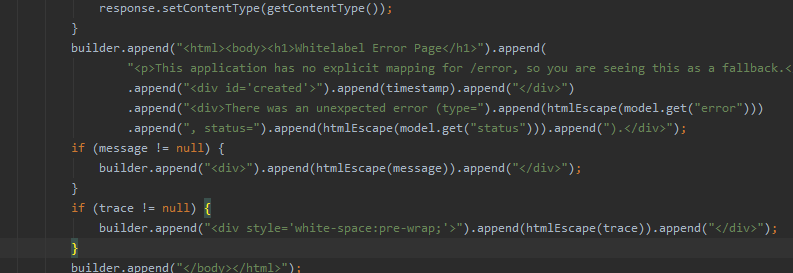 response.setContentType(getContentType());
}
builder.append("<html><body><h1>Whitelabel Error Page</h1>").append(
"<p>This application has no explicit mapping for /error, so you are seeing this as a fallback.<
.append("<div id='created'>").append(timestamp).append("</div>")
.append("<div>There was an unexpected error (type=").append(htmlEscape(model.get("error")))
.append(", status=").append(htmlEscape(model.get("status"))).append(").</div>");
if (message != null) {
builder.append("<div>").append(htmlEscape(message)).append("</div>");
}
if (trace != null) {
builder.append("<div style='white-space:pre-wrap;'>").append(htmlEscape(trace)).append("</div>");
}
builder.append("</body></html>");